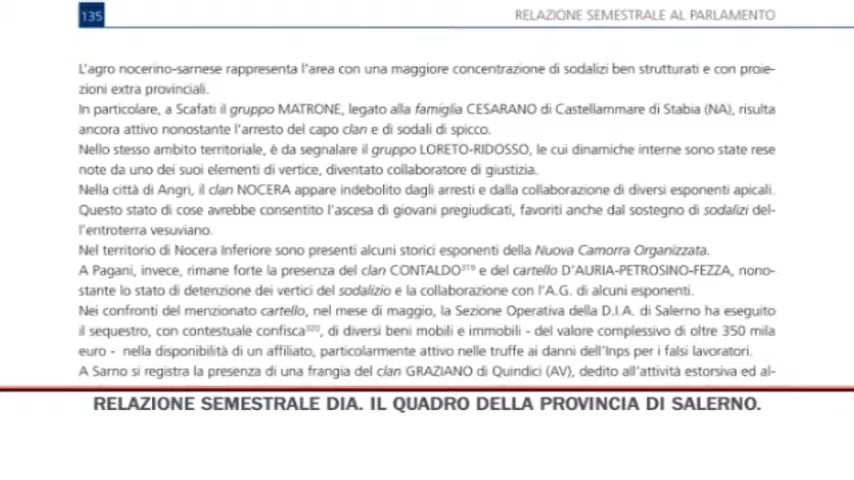 135
RELAZIONE SEMESTRALE AL PARLAMENTO
L'agro nocerino-sarnese rappresenta l'area con una maggiore concentrazione di sodalizi ben strutturati e con proie-
zioni extra provinciali.
In particolare, a Scafati il gruppo MATRONE, legato alla famiglia CESARANO di Castellammare di Stabia (NA), risulta
ancora attivo nonostante l'arresto del capo clan e di sodali di spicco.
Nello stesso ambito territoriale, è da segnalare il gruppo LORETO-RIDOSSO, le cui dinamiche interne sono state rese
note da uno dei suoi elementi di vertice, diventato collaboratore di giustizia.
Nella città di Angri, il clan NOCERA appare indebolito dagli arresti e dalla collaborazione di diversi esponenti apicali.
Questo stato di cose avrebbe consentito l'ascesa di giovani pregiudicati, favoriti anche dal sostegno di sodalizi del-
l'entroterra vesuviano.
Nel territorio di Nocera Inferiore sono presenti alcuni storici esponenti della Nuova Camorra Organizzata.
A Pagani, invece, rimane forte la presenza del clan CONTALDO319 e del cartello D'AURIA-PETROSINO-FEZZA, nono-
stante lo stato di detenzione dei vertici del sodalizio e la collaborazione con l'A.G. di alcuni esponenti.
Nei confronti del menzionato cartello, nel mese di maggio, la Sezione Operativa della D.I.A. di Salerno ha eseguito
il sequestro, con contestuale confisca320, di diversi beni mobili e immobili - del valore complessivo di oltre 350 mila
euro - nella disponibilità di un affiliato, particolarmente attivo nelle truffe ai danni dell'Inps per i falsi lavoratori.
A Sarno si registra la presenza di una frangia del clan GRAZIANO di Quindici (AV), dedito all'attività estorsiva ed al-
RELAZIONE SEMESTRALE DIA. IL QUADRO DELLA PROVINCIA DI SALERNO.